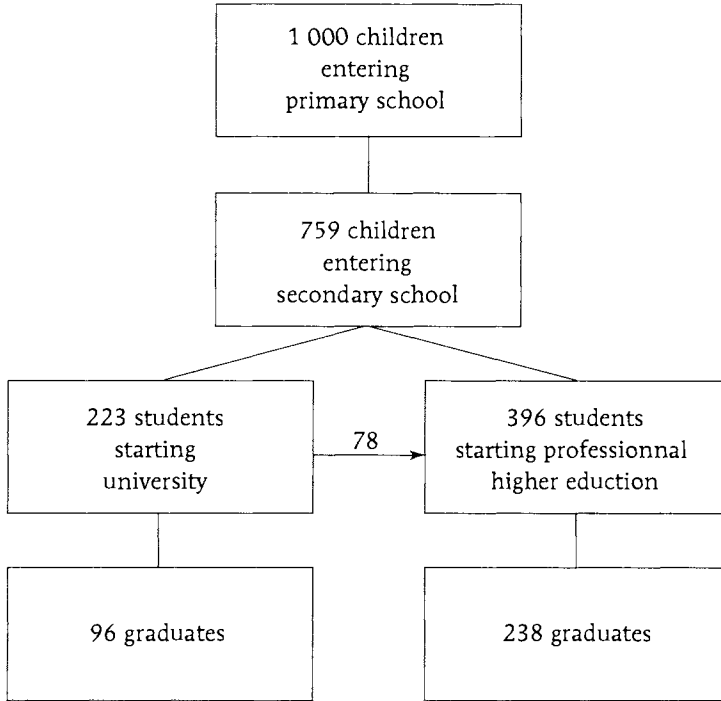 1 000 children
entering
primary school
759 children
entering
secondary school
223 students
starting
university
78
396 students
starting professionnal
higher eduction
96 graduates
238 graduates